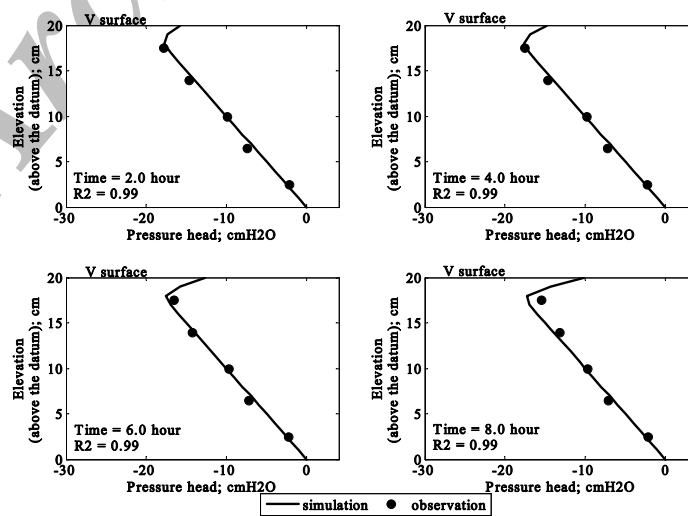 V surface
20
15
10
5
0
Elevation
(above the datum); cm
Time = 2.0 hour
R2 = 0.99
-30 -20 -10 0
Pressure head; cmH2O
V surface
20
15
10
5
0
Elevation
(above the datum); cm
Time = 4.0 hour
R2 = 0.99
-30 -20 -10 0
Pressure head; cmH2O
V surface
20
15
10
5
0
Elevation
(above the datum); cm
Time = 6.0 hour
R2 = 0.99
-30 -20 -10 0
Pressure head; cmH2O
V surface
20
15
10
5
0
Elevation
(above the datum); cm
Time = 8.0 hour
R2 = 0.99
-30 -20 -10 0
Pressure head; cmH2O
simulation observation